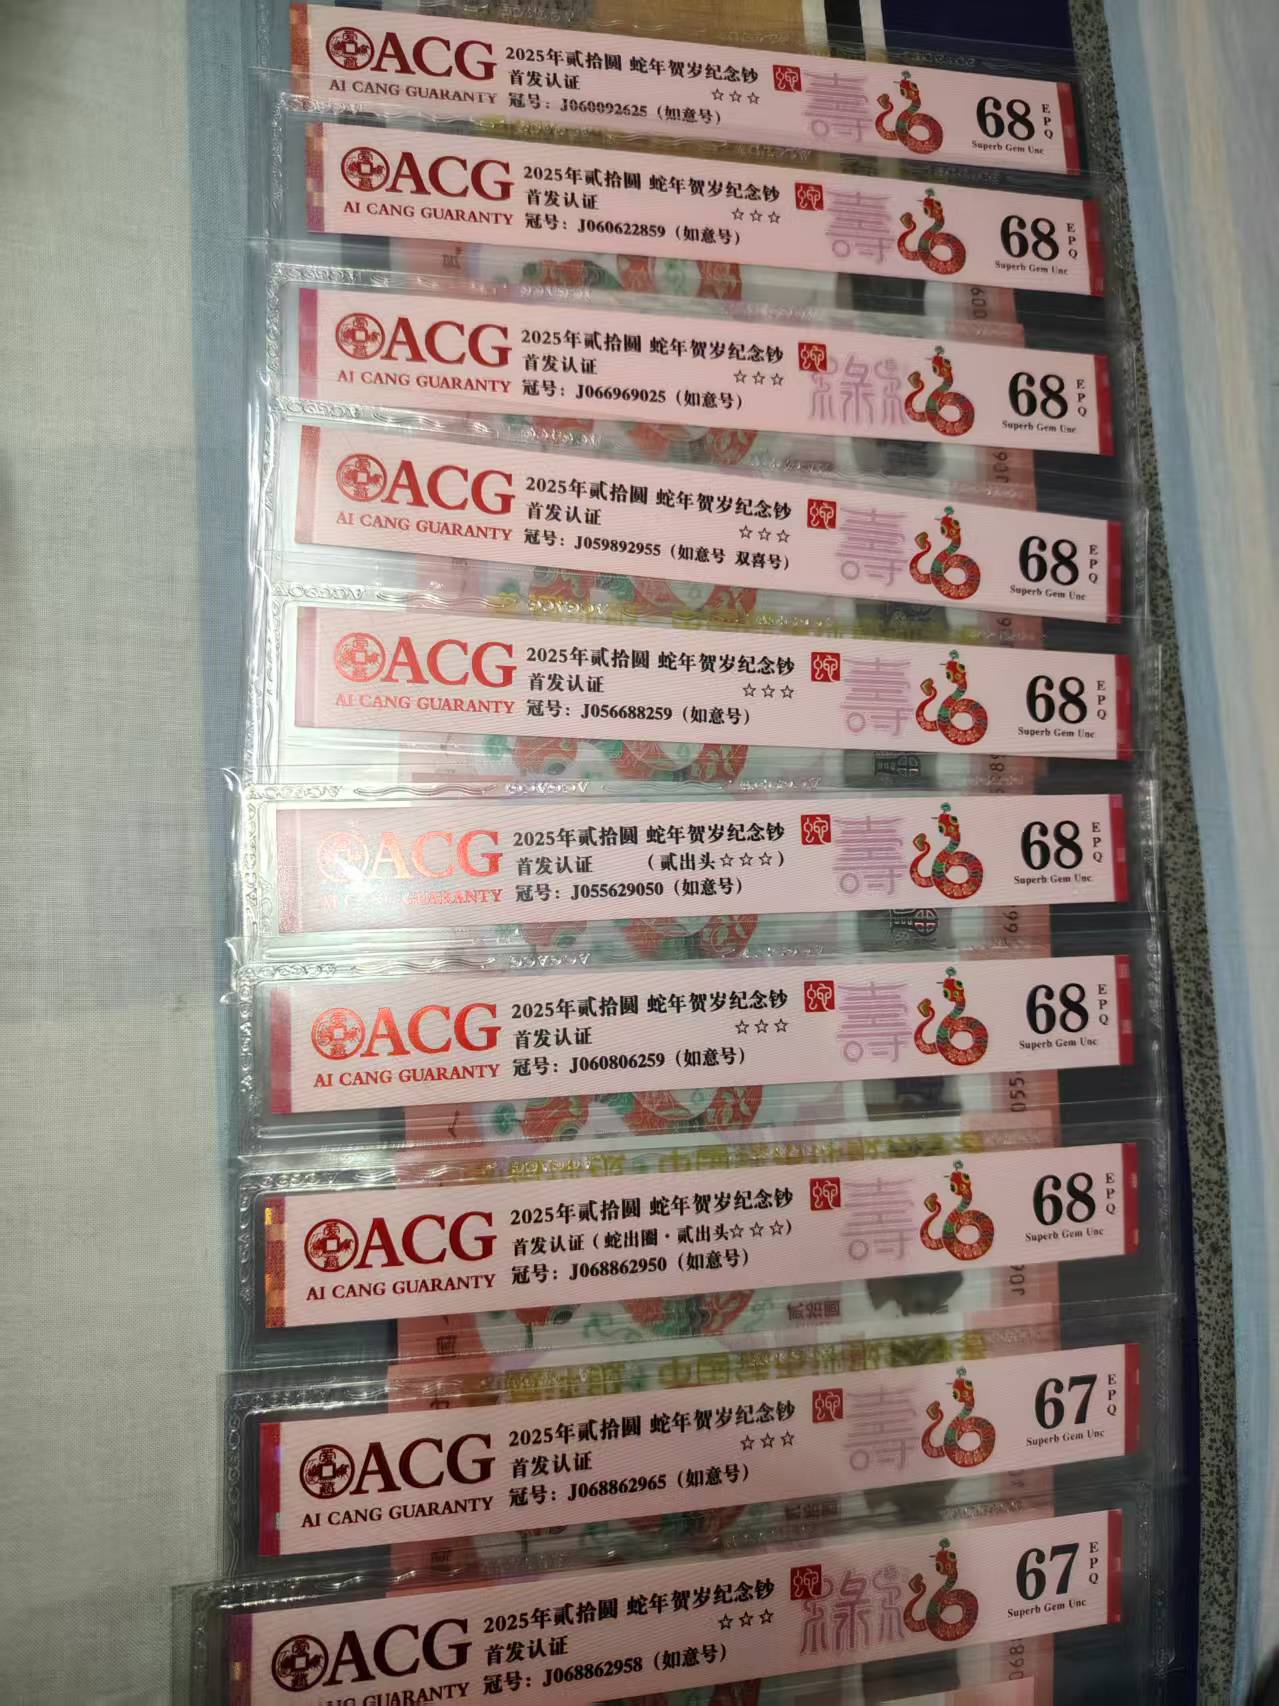 ACG 2025年贰拾圆 蛇年贺岁纪念钞 68 EPQ
首发认证 ☆☆☆
AI CANG GUARANTY 冠号：J060092625（如意号） Superb Gem Unc
ACG 2025年贰拾圆 蛇年贺岁纪念钞 68 EPQ
首发认证 ☆☆☆
AI CANG GUARANTY 冠号：J060622859（如意号） Superb Gem Unc
ACG 2025年贰拾圆 蛇年贺岁纪念钞 68 EPQ
首发认证 ☆☆☆
AI CANG GUARANTY 冠号：J066969025（如意号） Superb Gem Unc
ACG 2025年贰拾圆 蛇年贺岁纪念钞 68 EPQ
首发认证 ☆☆☆
AI CANG GUARANTY 冠号：J059892955（如意号 双喜号） Superb Gem Unc
ACG 2025年贰拾圆 蛇年贺岁纪念钞 68 EPQ
首发认证 ☆☆☆
AI CANG GUARANTY 冠号：J056688259（如意号） Superb Gem Unc
ACG 2025年贰拾圆 蛇年贺岁纪念钞 68 EPQ
首发认证 （贰出头☆☆☆）
GUARANTY 冠号：J055629050（如意号） Superb Gem Unc
ACG 2025年贰拾圆 蛇年贺岁纪念钞 68 EPQ
首发认证 ☆☆☆
AI CANG GUARANTY 冠号：J060806259（如意号） Superb Gem Unc
ACG 2025年贰拾圆 蛇年贺岁纪念钞 68 EPQ
首发认证（蛇出圈·贰出头☆☆☆）
AI CANG GUARANTY 冠号：J068862950（如意号） Superb Gem Unc
ACG 2025年贰拾圆 蛇年贺岁纪念钞 67 EPQ
首发认证 ☆☆☆
AI CANG GUARANTY 冠号：J068862965（如意号） Superb Gem Unc
ACG 2025年贰拾圆 蛇年贺岁纪念钞 67 EPQ
首发认证 ☆☆☆
CANG GUARANTY 冠号：J068862958（如意号） Superb Gem Unc